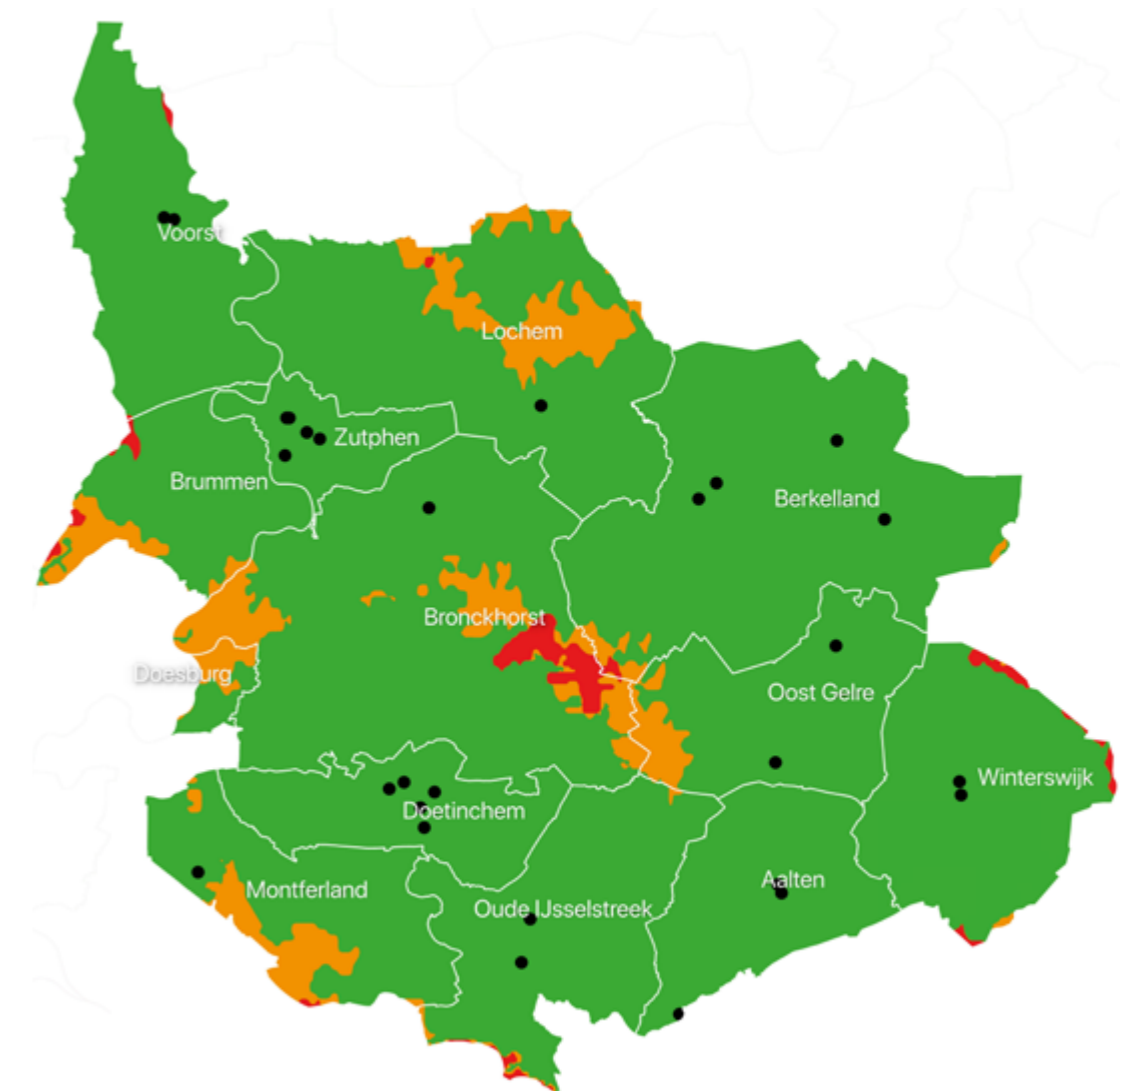 Voorst
Lochem
Zutphen
Brummen
Berkelland
Bronckhorst
Doesburg
Oost Gelre
Winterswijk
Doetinchem
Aalten
Montferland
Oude IJsselstreek